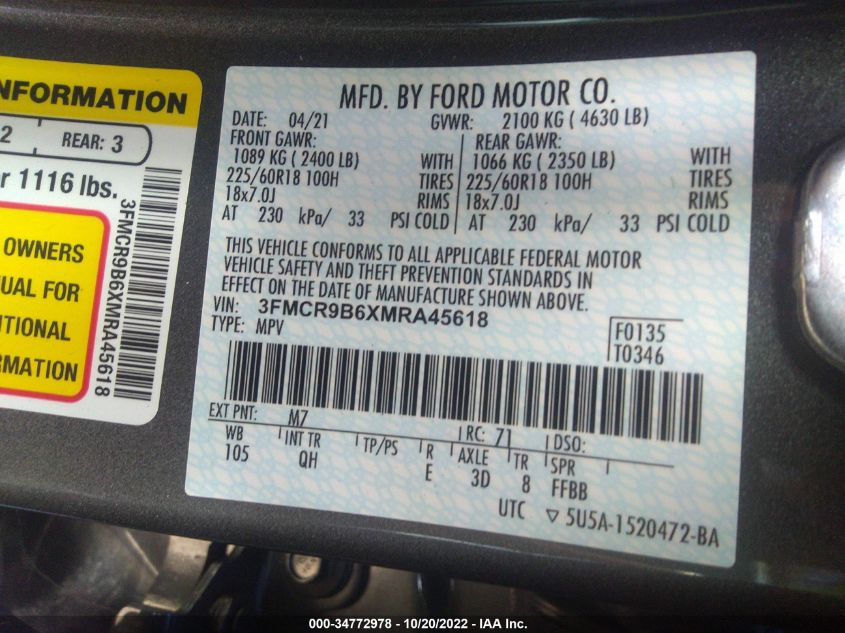 NFORMATION
2 REAR: 3
r 1116 lbs.
OWNERS
UAL FOR
ITIONAL
RMATION
3FMCR9B6XMRA45618
MFD. BY FORD MOTOR CO.
DATE: 04/21 GVWR: 2100 KG ( 4630 LB)
FRONT GAWR: REAR GAWR:
1089 KG ( 2400 LB) WITH 1066 KG ( 2350 LB) WITH
225/60R18 100H TIRES 225/60R18 100H TIRES
18x7.0J RIMS 18x7.0J RIMS
AT 230 kPa/ 33 PSI COLD AT 230 kPa/ 33 PSI COLD
THIS VEHICLE CONFORMS TO ALL APPLICABLE FEDERAL MOTOR
VEHICLE SAFETY AND THEFT PREVENTION STANDARDS IN
EFFECT ON THE DATE OF MANUFACTURE SHOWN ABOVE.
VIN: 3FMCR9B6XMRA45618
TYPE: MPV
F0135
T0346
EXT PNT: M7 RC: 71 DSO:
WB INT TR TP/PS R AXLE TR SPR
105 QH E 3D 8 FFBB
UTC ▽ 5U5A-1520472-BA
000-34772978 - 10/20/2022 - IAA Inc.